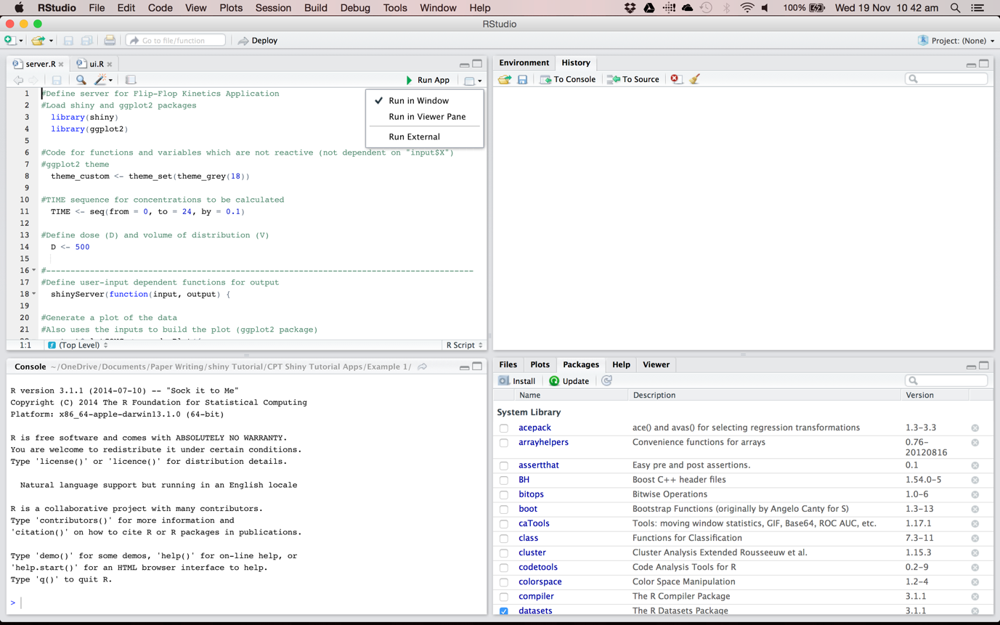 RStudio File Edit Code View Plots Session Build Debug Tools Window Help 100% Wed 19 Nov 10 42 am
RStudio
Go to file/function Deploy Project: (None)
server.R ui.R
Run App
Run in Window
Run in Viewer Pane
Run External
1 #Define server for Flip-Flop Kinetics Application
2 #Load shiny and ggplot2 packages
3 library(shiny)
4 library(ggplot2)
5
6 #Code for functions and variables which are not reactive (not dependent on "input$X")
7 #ggplot2 theme
8 theme_custom <- theme_set(theme_grey(18))
9
10 #TIME sequence for concentrations to be calculated
11 TIME <- seq(from = 0, to = 24, by = 0.1)
12
13 #Define dose (D) and volume of distribution (V)
14 D <- 500
15
16 #----------------------------------------------------------------------------------------
17 #Define user-input dependent functions for output
18 shinyServer(function(input, output) {
19
20 #Generate a plot of the data
21 #Also uses the inputs to build the plot (ggplot2 package)
1:1 (Top Level) R Script
Console ~/OneDrive/Documents/Paper Writing/shiny Tutorial/CPT Shiny Tutorial Apps/Example 1/
R version 3.1.1 (2014-07-10) -- "Sock it to Me"
Copyright (C) 2014 The R Foundation for Statistical Computing
Platform: x86_64-apple-darwin13.1.0 (64-bit)
R is free software and comes with ABSOLUTELY NO WARRANTY.
You are welcome to redistribute it under certain conditions.
Type 'license()' or 'licence()' for distribution details.
Natural language support but running in an English locale
R is a collaborative project with many contributors.
Type 'contributors()' for more information and
'citation()' on how to cite R or R packages in publications.
Type 'demo()' for some demos, 'help()' for on-line help, or
'help.start()' for an HTML browser interface to help.
Type 'q()' to quit R.
>
Environment History
To Console To Source
Files Plots Packages Help Viewer
Install Update
Name Description Version
System Library
acepack ace() and avas() for selecting regression transformations 1.3-3.3
arrayhelpers Convenience functions for arrays 0.76-
20120816
assertthat Easy pre and post assertions. 0.1
BH Boost C++ header files 1.54.0-5
bitops Bitwise Operations 1.0-6
boot Bootstrap Functions (originally by Angelo Canty for S) 1.3-13
caTools Tools: moving window statistics, GIF, Base64, ROC AUC, etc. 1.17.1
class Functions for Classification 7.3-11
cluster Cluster Analysis Extended Rousseeuw et al. 1.15.3
codetools Code Analysis Tools for R 0.2-9
colorspace Color Space Manipulation 1.2-4
compiler The R Compiler Package 3.1.1
datasets The R Datasets Package 3.1.1